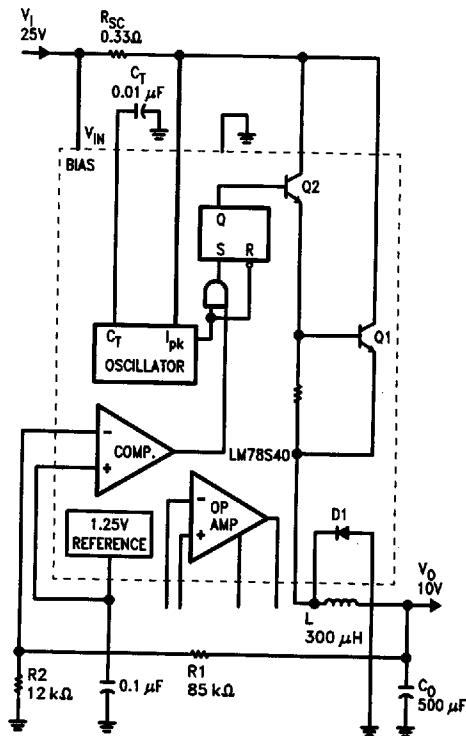 V_I
25V
R_SC
0.33Ω
C_T
0.01 μF
V_IN
BIAS
Q2
Q
S R
Q1
C_T I_pk
OSCILLATOR
−
COMP.
+
LM78S40
−
OP
AMP
+
D1
1.25V
REFERENCE
V_O
10V
L
300 μH
R2
12 kΩ
0.1 μF
R1
85 kΩ
C_O
500 μF